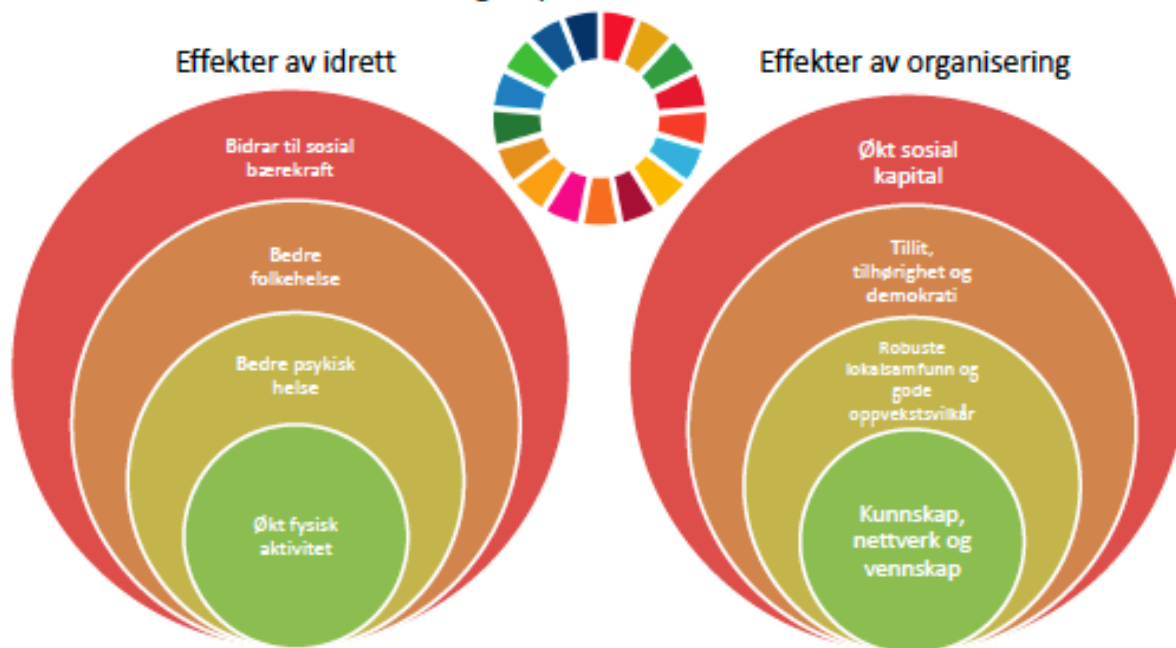 Effekter av idrett
Bidrar til sosial
bærekraft
Bedre
folkehelse
Bedre psykisk
helse
Økt fysisk
aktivitet
Effekter av organisering
Økt sosial
kapital
Tillit,
tilhørighet og
demokrati
Robuste
lokalsamfunn og
gode
oppvekstsvilkår
Kunnskap,
nettverk og
vennskap